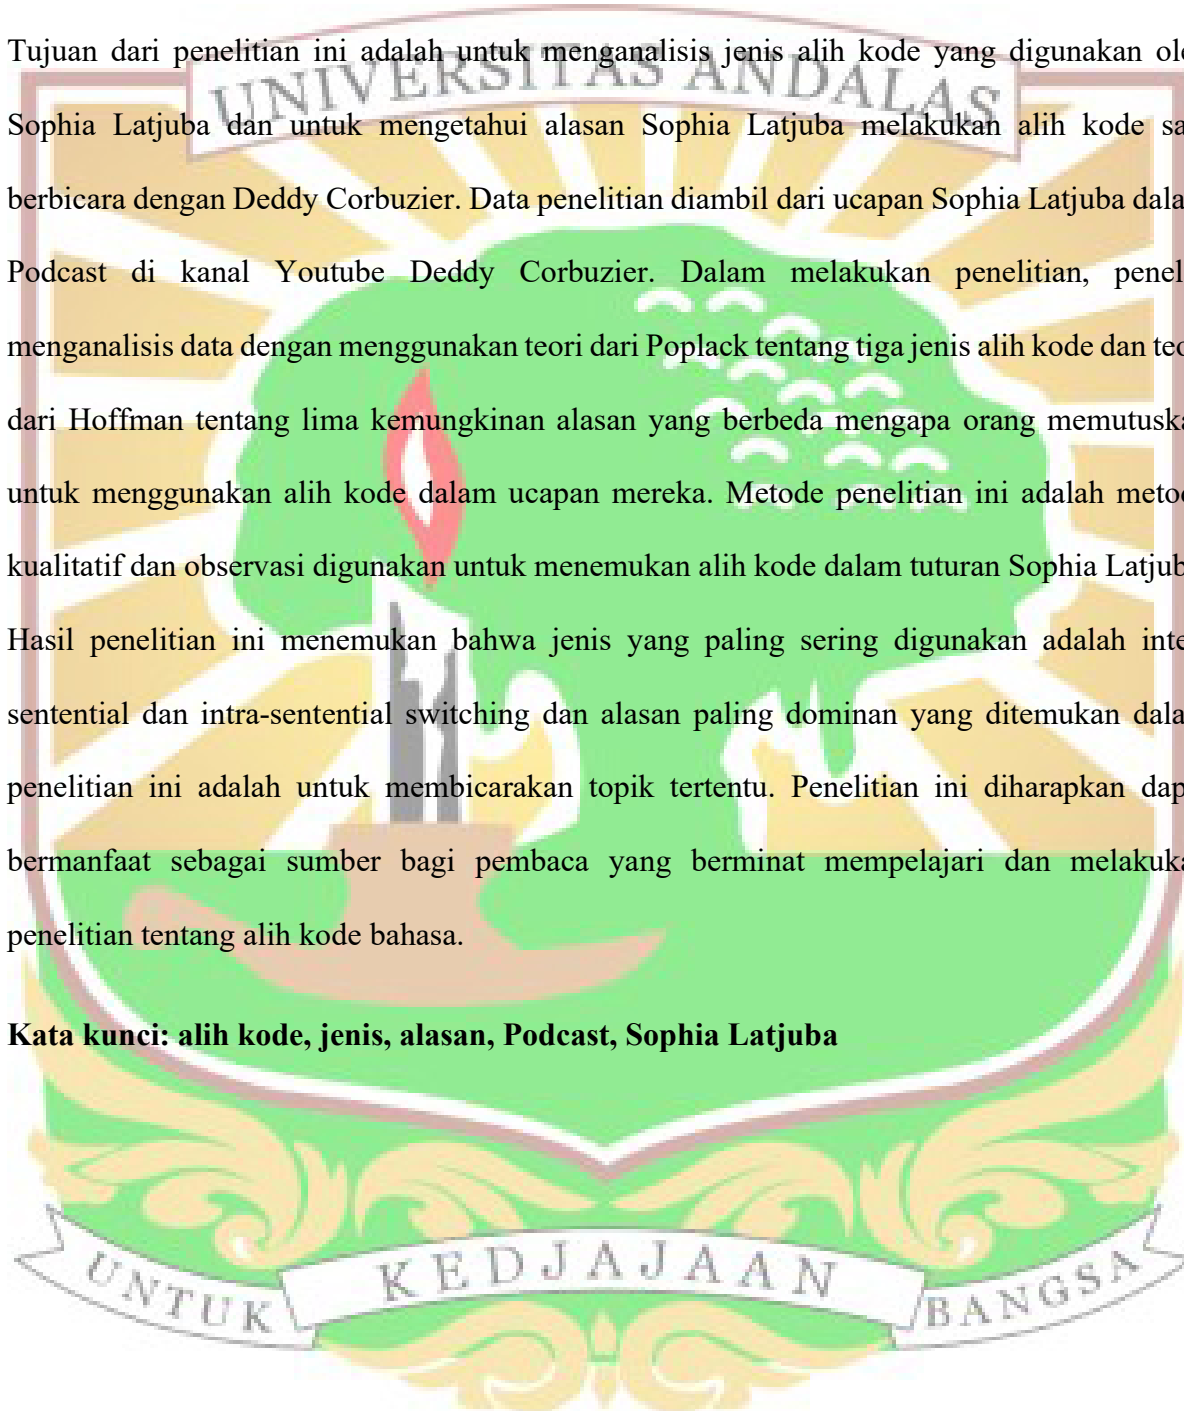 Tujuan dari penelitian ini adalah untuk menganalisis jenis alih kode yang digunakan ole
UNIVERSITAS ANDALAS
Sophia Latjuba dan untuk mengetahui alasan Sophia Latjuba melakukan alih kode sa
berbicara dengan Deddy Corbuzier. Data penelitian diambil dari ucapan Sophia Latjuba dala
Podcast di kanal Youtube Deddy Corbuzier. Dalam melakukan penelitian, penel
menganalisis data dengan menggunakan teori dari Poplack tentang tiga jenis alih kode dan teo
dari Hoffman tentang lima kemungkinan alasan yang berbeda mengapa orang memutuska
untuk menggunakan alih kode dalam ucapan mereka. Metode penelitian ini adalah metod
kualitatif dan observasi digunakan untuk menemukan alih kode dalam tuturan Sophia Latjub
Hasil penelitian ini menemukan bahwa jenis yang paling sering digunakan adalah inte
sentential dan intra-sentential switching dan alasan paling dominan yang ditemukan dala
penelitian ini adalah untuk membicarakan topik tertentu. Penelitian ini diharapkan dap
bermanfaat sebagai sumber bagi pembaca yang berminat mempelajari dan melakuka
penelitian tentang alih kode bahasa.
Kata kunci: alih kode, jenis, alasan, Podcast, Sophia Latjuba
UNTUK KEDJAJAAN BANGSA